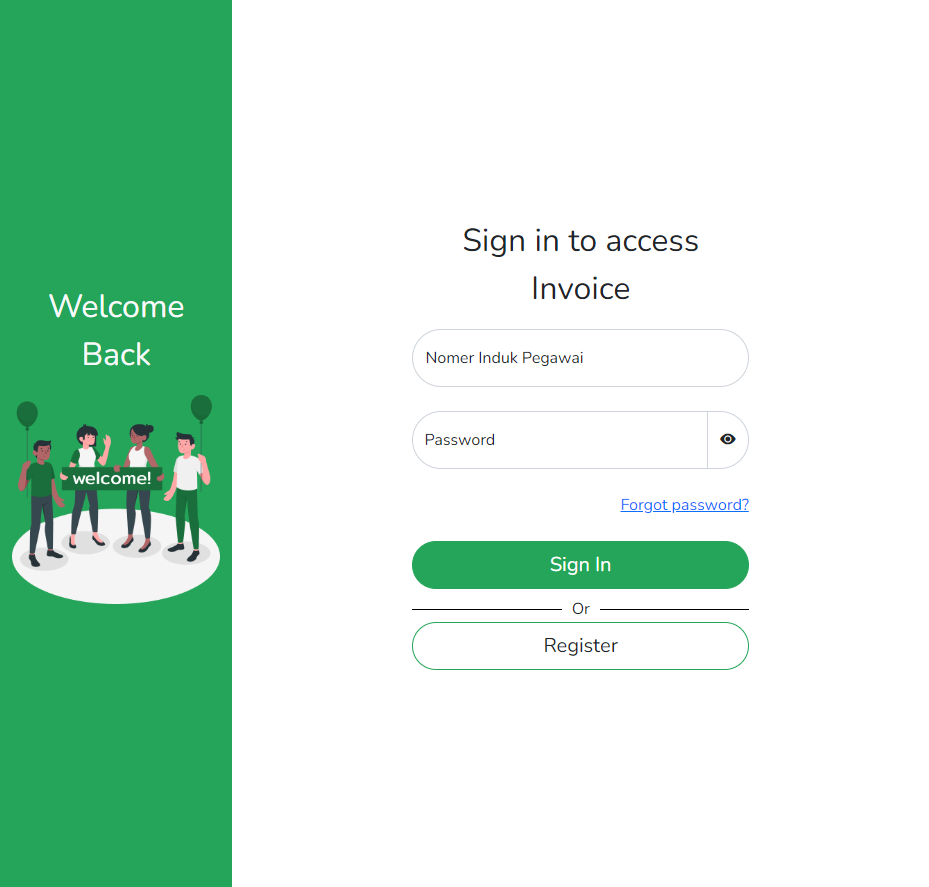 Welcome
Back
welcome!
Sign in to access
Invoice
Nomer Induk Pegawai
Password
Forgot password?
Sign In
Or
Register